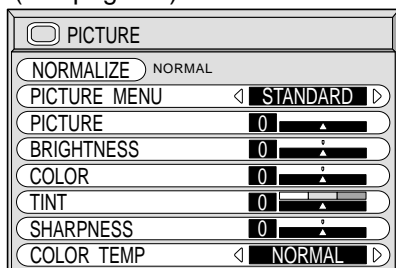 PICTURE
NORMALIZE NORMAL
PICTURE MENU STANDARD
PICTURE 0
BRIGHTNESS 0
COLOR 0
TINT 0
SHARPNESS 0
COLOR TEMP NORMAL